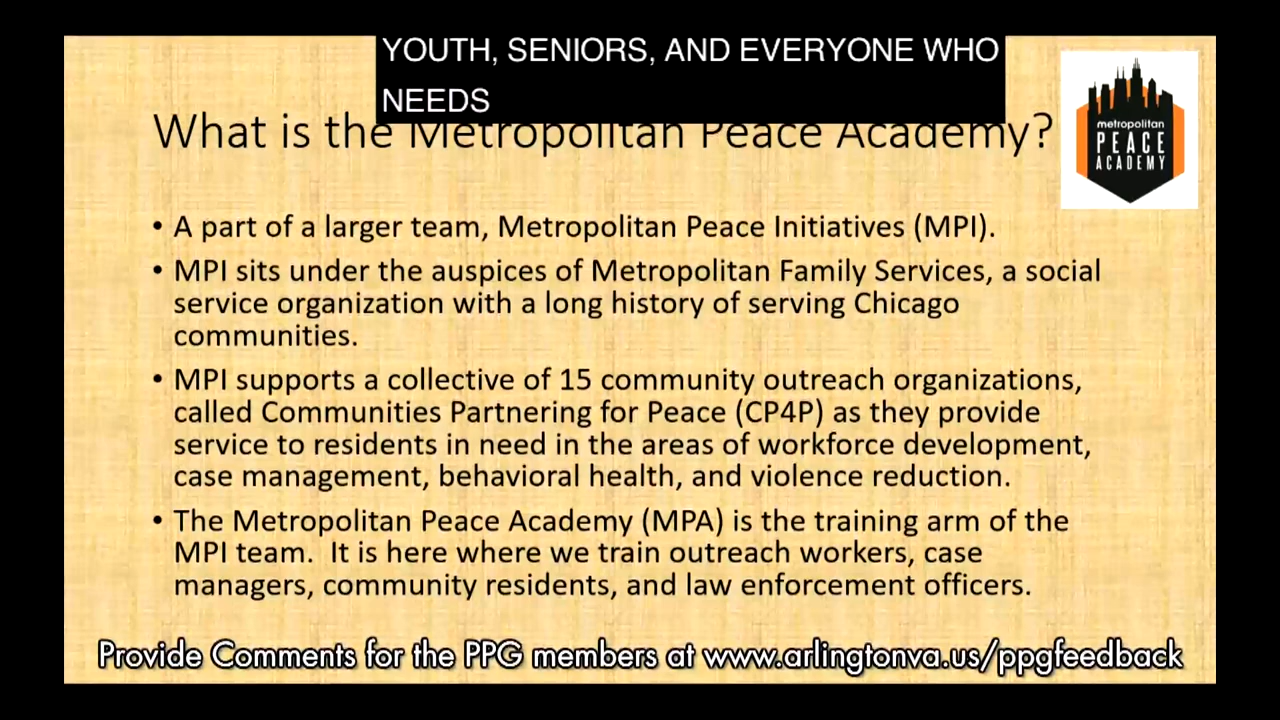 YOUTH, SENIORS, AND EVERYONE WHO
NEEDS
What is the Metropolitan Peace Academy?
metropolitan
PEACE
ACADEMY
• A part of a larger team, Metropolitan Peace Initiatives (MPI).
• MPI sits under the auspices of Metropolitan Family Services, a social
service organization with a long history of serving Chicago
communities.
• MPI supports a collective of 15 community outreach organizations,
called Communities Partnering for Peace (CP4P) as they provide
service to residents in need in the areas of workforce development,
case management, behavioral health, and violence reduction.
• The Metropolitan Peace Academy (MPA) is the training arm of the
MPI team.  It is here where we train outreach workers, case
managers, community residents, and law enforcement officers.
Provide Comments for the PPG members at www.arlingtonva.us/ppgfeedback